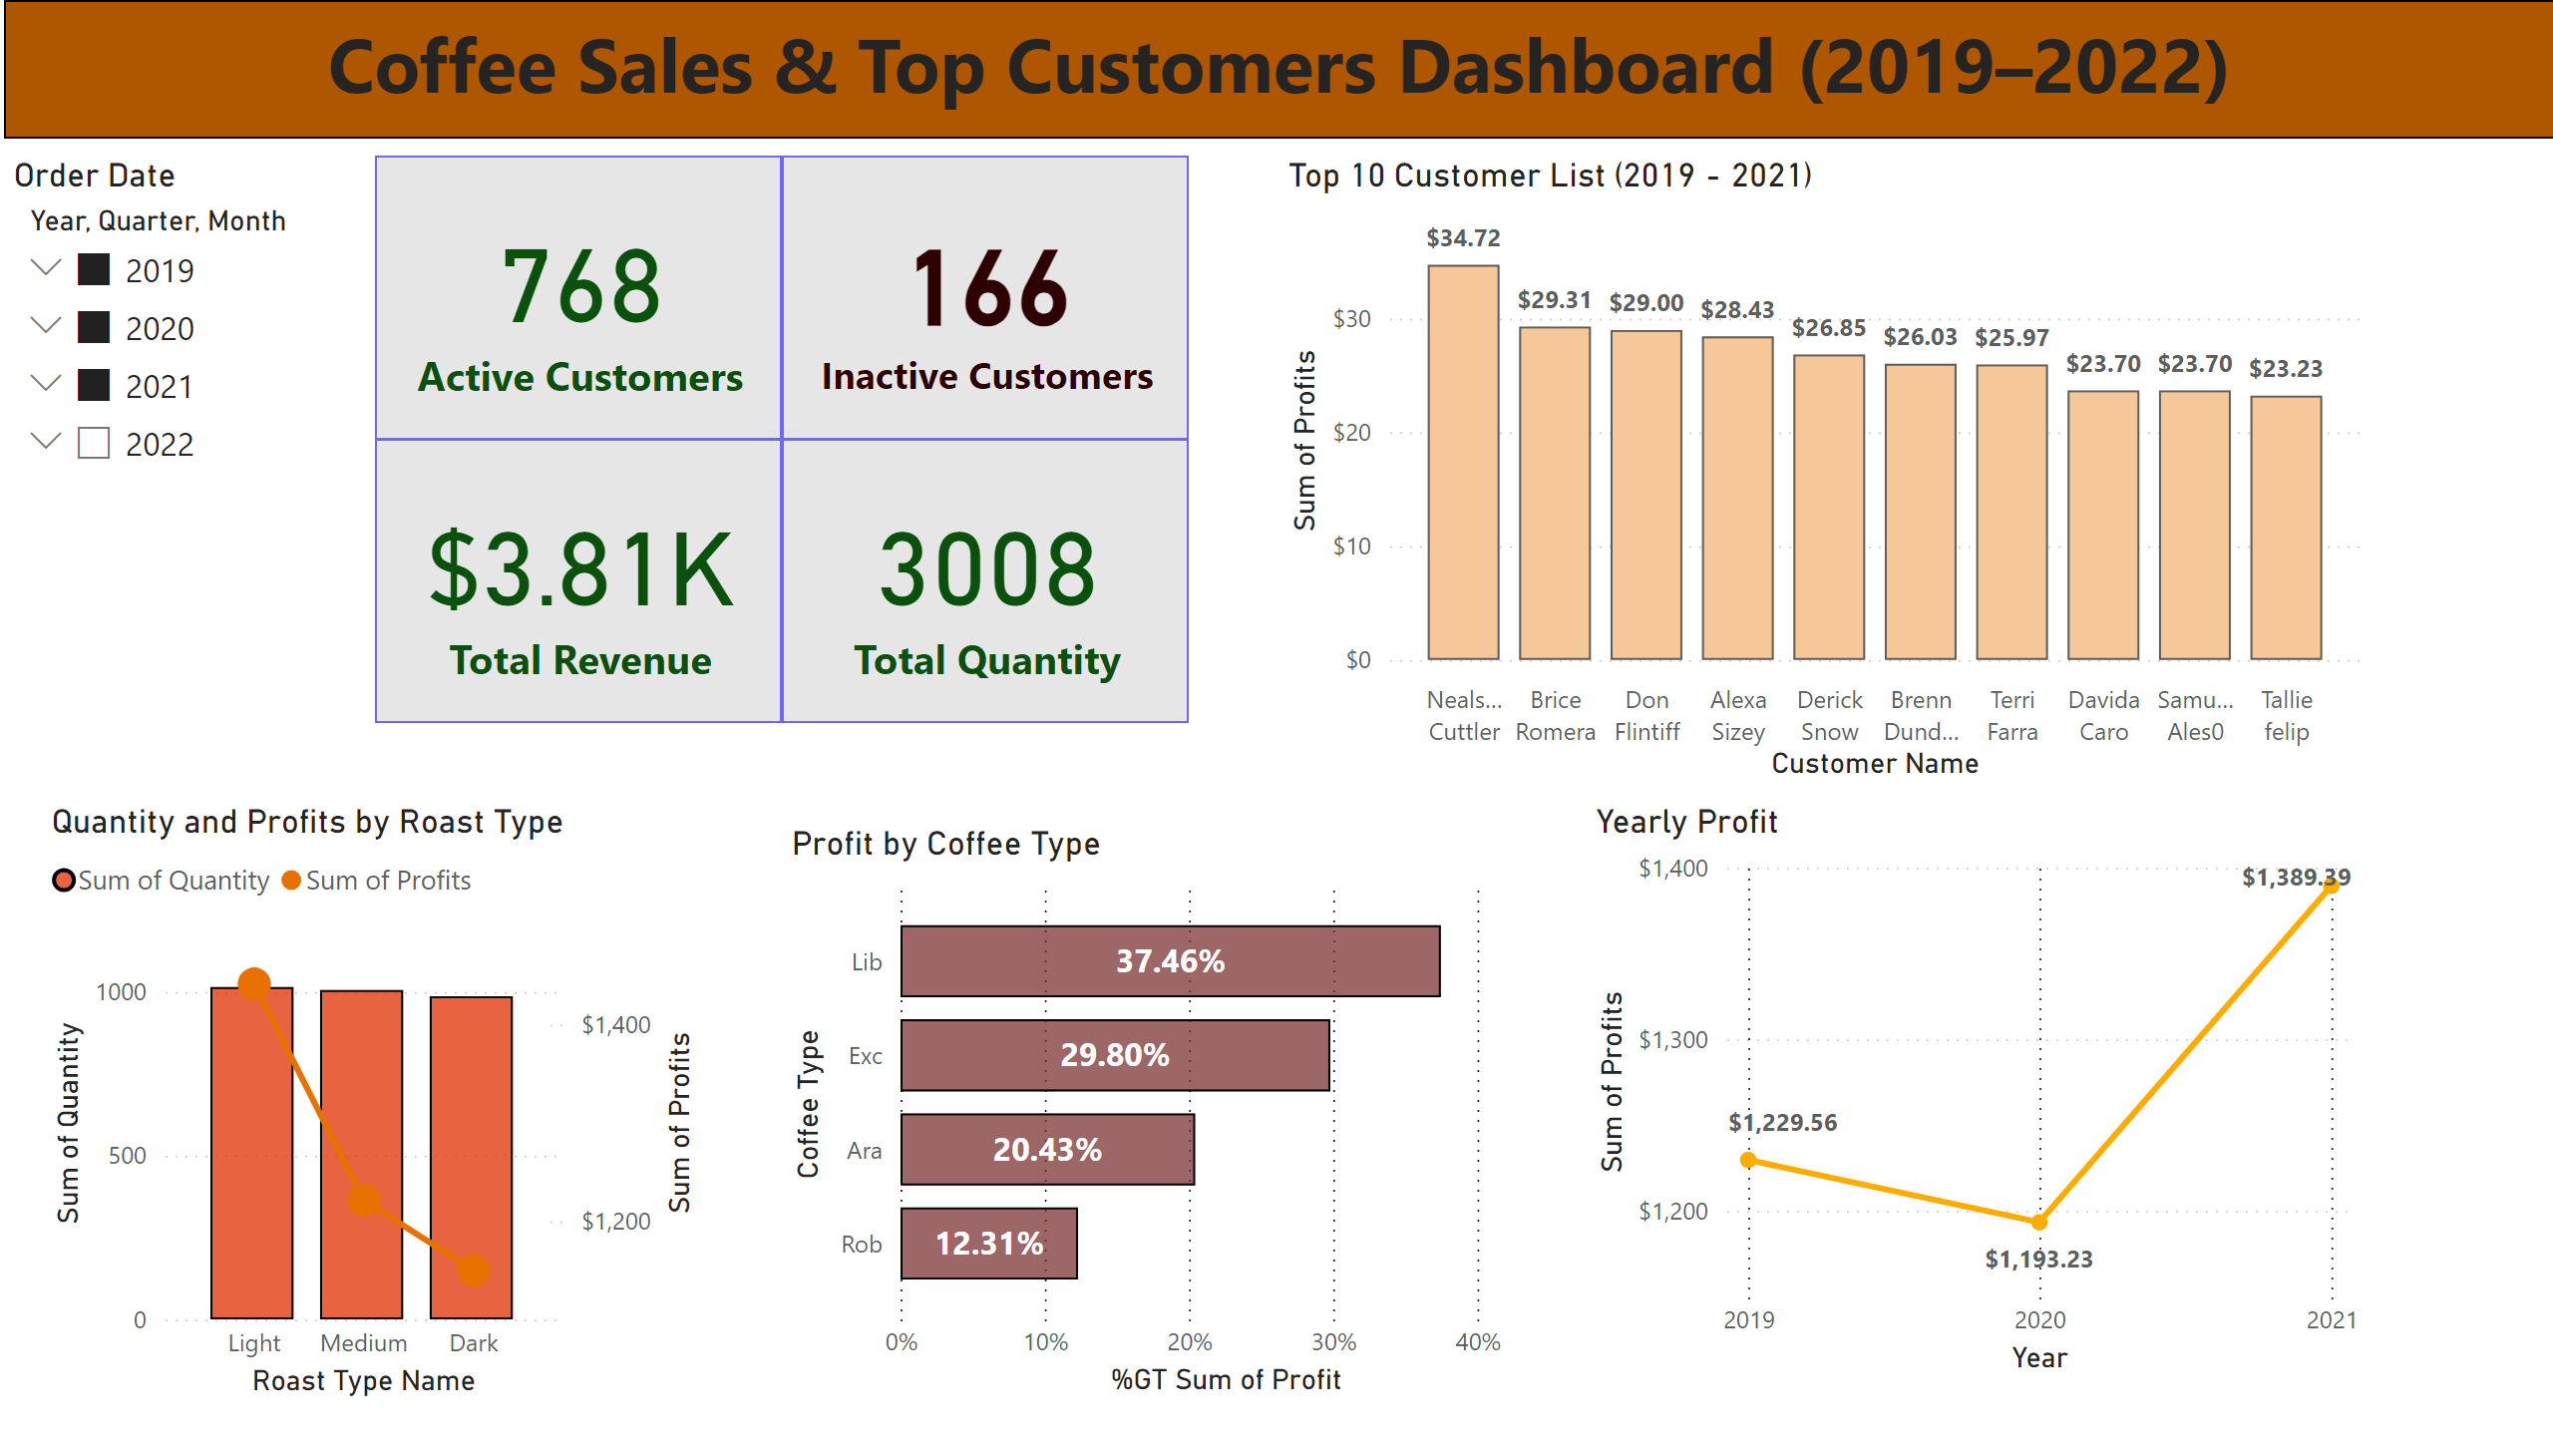 Coffee Sales & Top Customers Dashboard (2019–2022)
Order Date
Year, Quarter, Month
2019
2020
2021
2022
768
Active Customers
166
Inactive Customers
$3.81K
Total Revenue
3008
Total Quantity
Top 10 Customer List (2019 - 2021)
Sum of Profits
$30
$20
$10
$0
$34.72
$29.31
$29.00
$28.43
$26.85
$26.03
$25.97
$23.70
$23.70
$23.23
Neals...
Cuttler
Brice
Romera
Don
Flintiff
Alexa
Sizey
Derick
Snow
Brenn
Dund...
Terri
Farra
Davida
Caro
Samu...
Ales0
Tallie
felip
Customer Name
Quantity and Profits by Roast Type
Sum of Quantity
Sum of Profits
Sum of Quantity
1000
500
0
$1,400
$1,200
Sum of Profits
Light
Medium
Dark
Roast Type Name
Profit by Coffee Type
Coffee Type
Lib
37.46%
Exc
29.80%
Ara
20.43%
Rob
12.31%
0%
10%
20%
30%
40%
%GT Sum of Profit
Yearly Profit
Sum of Profits
$1,400
$1,300
$1,200
$1,229.56
$1,193.23
$1,389.39
2019
2020
2021
Year